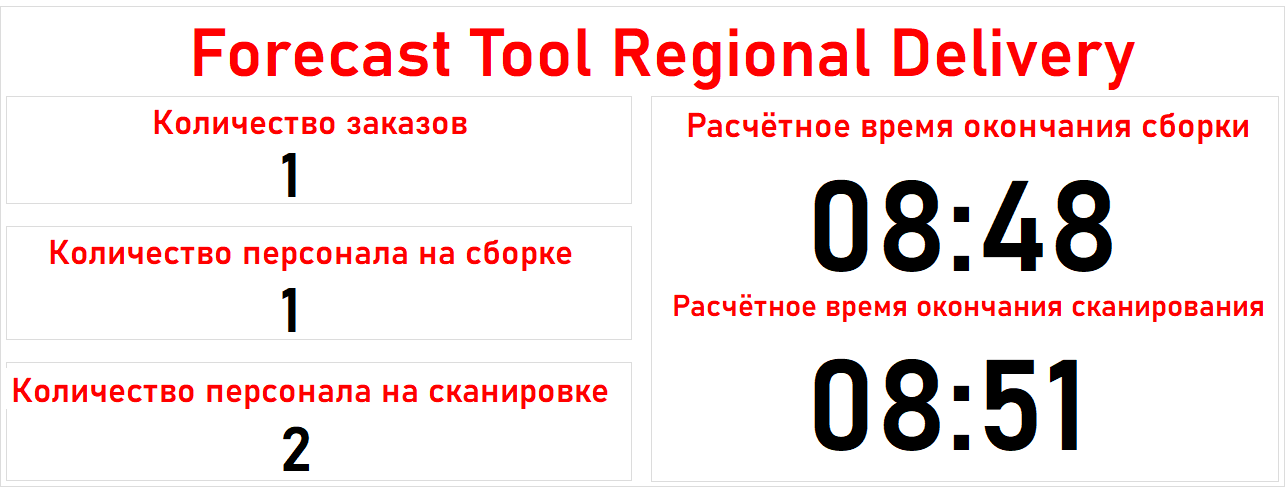 Forecast Tool Regional Delivery
Количество заказов
1
Количество персонала на сборке
1
Количество персонала на сканировке
2
Расчётное время окончания сборки
08:48
Расчётное время окончания сканирования
08:51